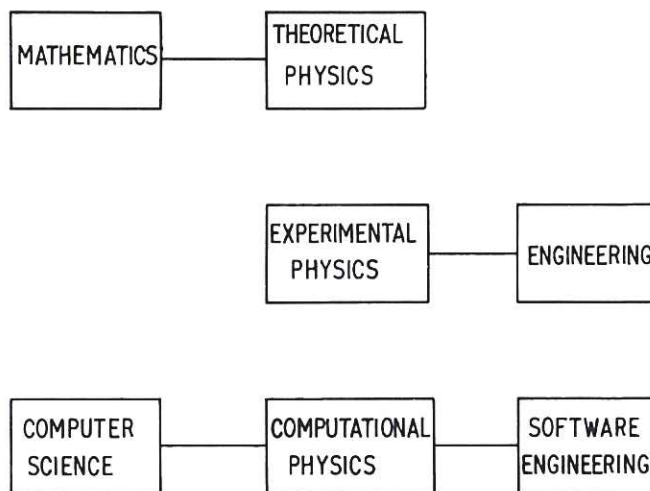 MATHEMATICS
THEORETICAL
PHYSICS
EXPERIMENTAL
PHYSICS
ENGINEERING
COMPUTER
SCIENCE
COMPUTATIONAL
PHYSICS
SOFTWARE
ENGINEERING